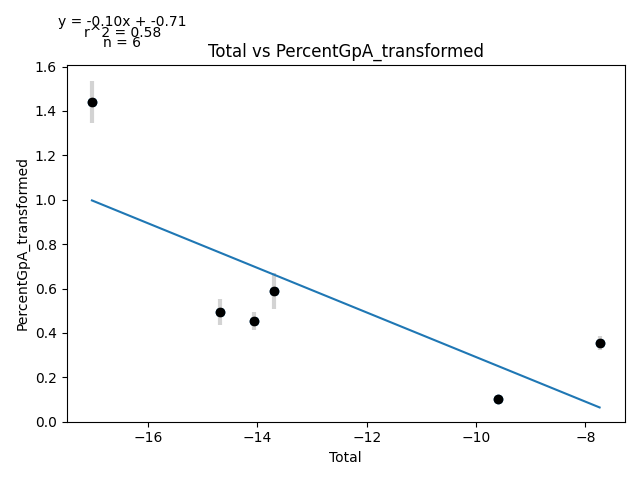 y = -0.10x + -0.71
r^2 = 0.58
n = 6
Total vs PercentGpA_transformed
PercentGpA_transformed
1.6
1.4
1.2
1.0
0.8
0.6
0.4
0.2
0.0
−16
−14
−12
−10
−8
Total